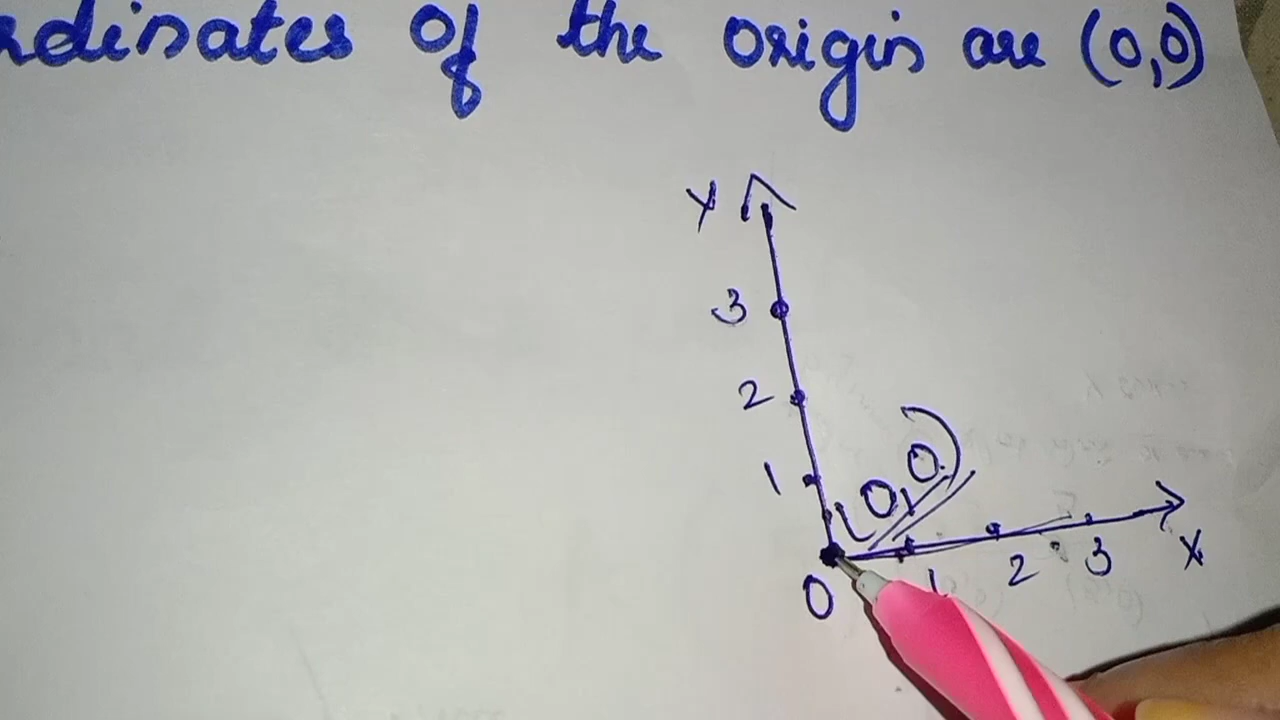 rdinates of the origin are (0,0)
Y
3
2
1
(0,0)
0
1
2
3
X